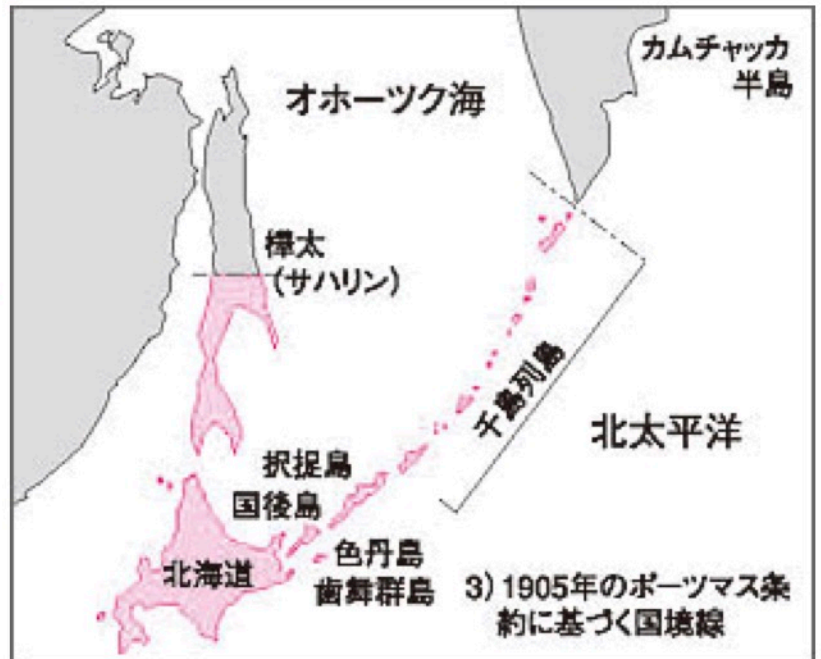 カムチャッカ
半島
オホーツク海
樺太
(サハリン)
千島列島
北太平洋
択捉島
国後島
色丹島
歯舞群島
北海道
3) 1905年のポーツマス条
約に基づく国境線